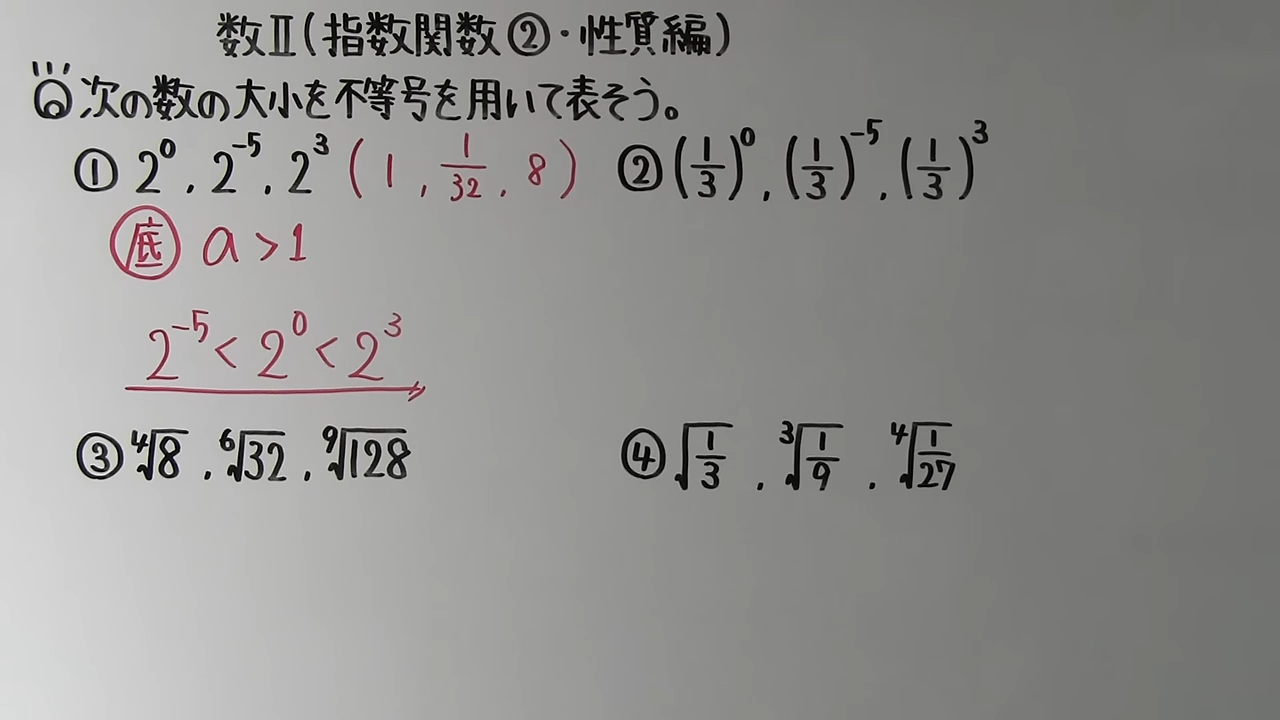 数Ⅱ(指数関数②・性質編)
Q次の数の大小を不等号を用いて表そう。
① 2⁰, 2⁻⁵, 2³ (1, 1/32, 8) ② (1/3)⁰, (1/3)⁻⁵, (1/3)³
底 a > 1
2⁻⁵ < 2⁰ < 2³
③ ⁴√8, ⁶√32, ⁹√128 ④ √(1/3), ³√(1/9), ⁴√(1/27)